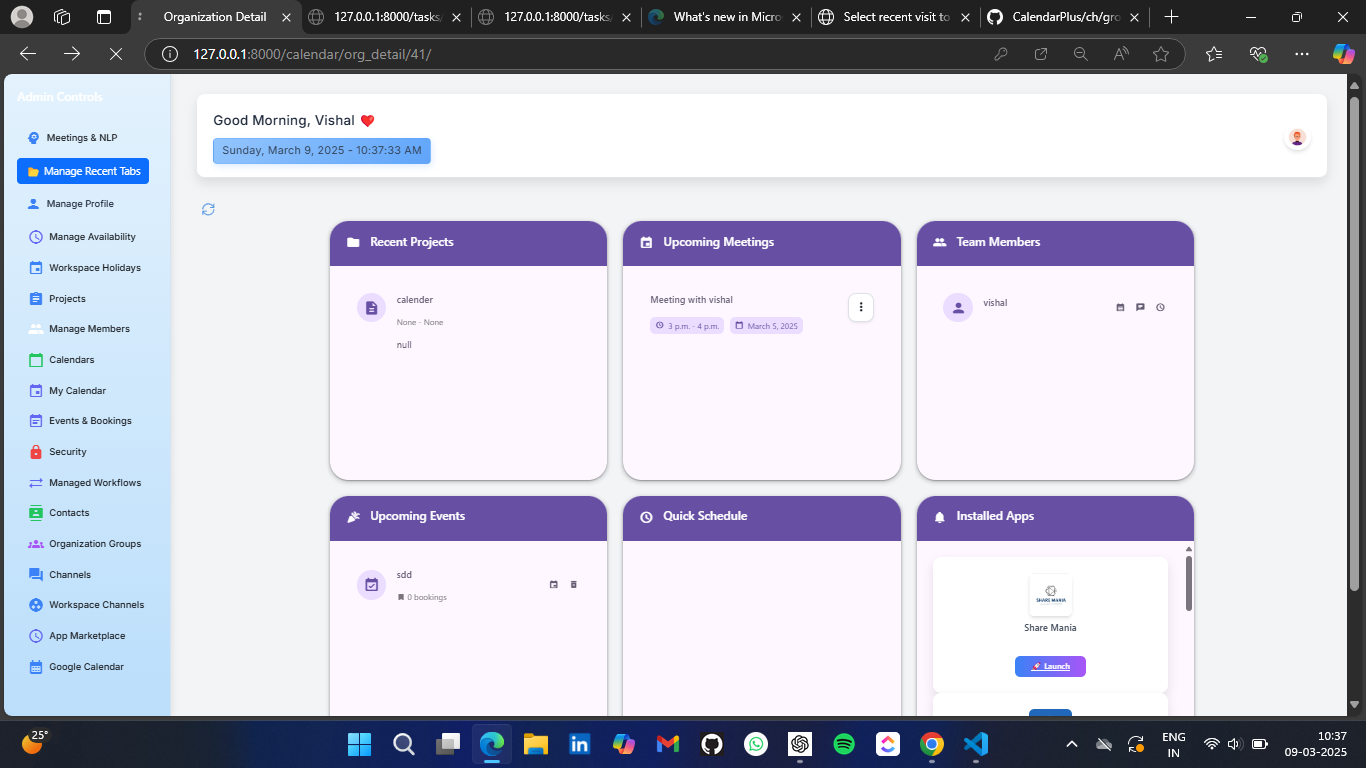 Organization Detail
127.0.0.1:8000/tasks/
127.0.0.1:8000/tasks/
What's new in Micro
Select recent visit to
CalendarPlus/ch/gro
127.0.0.1:8000/calendar/org_detail/41/
Admin Controls
Meetings & NLP
Manage Recent Tabs
Manage Profile
Manage Availability
Workspace Holidays
Projects
Manage Members
Calendars
My Calendar
Events & Bookings
Security
Managed Workflows
Contacts
Organization Groups
Channels
Workspace Channels
App Marketplace
Google Calendar
Good Morning, Vishal ❤️
Sunday, March 9, 2025 - 10:37:33 AM
Recent Projects
calender
None - None
null
Upcoming Meetings
Meeting with vishal
3 p.m. - 4 p.m. March 5, 2025
Team Members
vishal
Upcoming Events
sdd
0 bookings
Quick Schedule
Installed Apps
SHARE MANIA
Share Mania
🚀 Launch
25°
ENG
IN
10:37
09-03-2025